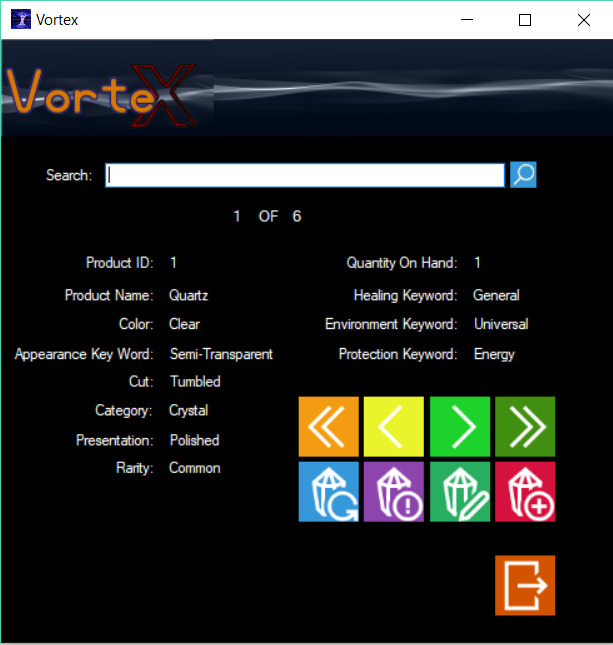 Vortex
VorteX
Search:
1 OF 6
Product ID: 1
Product Name: Quartz
Color: Clear
Appearance Key Word: Semi-Transparent
Cut: Tumbled
Category: Crystal
Presentation: Polished
Rarity: Common
Quantity On Hand: 1
Healing Keyword: General
Environment Keyword: Universal
Protection Keyword: Energy